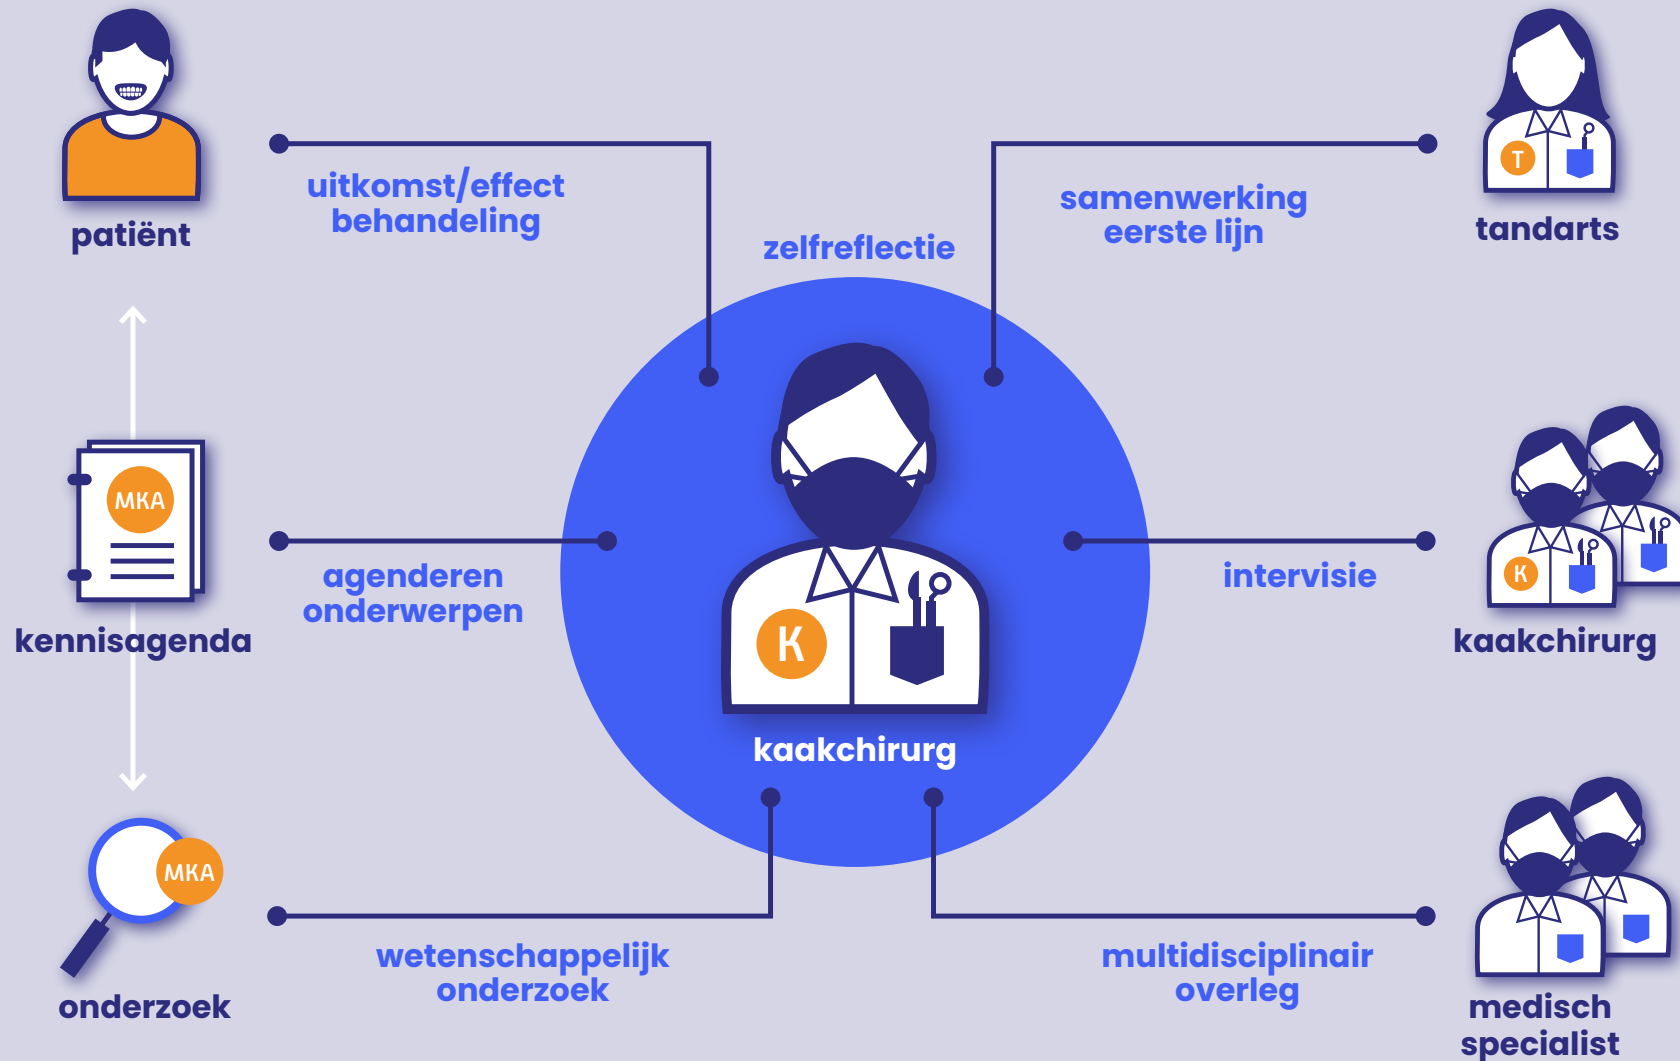 patiënt
uitkomst/effect
behandeling
zelfreflectie
samenwerking
eerste lijn
T
tandarts
MKA
kennisagenda
agenderen
onderwerpen
K
kaakchirurg
intervisie
K
kaakchirurg
MKA
onderzoek
wetenschappelijk
onderzoek
multidisciplinair
overleg
medisch
specialist